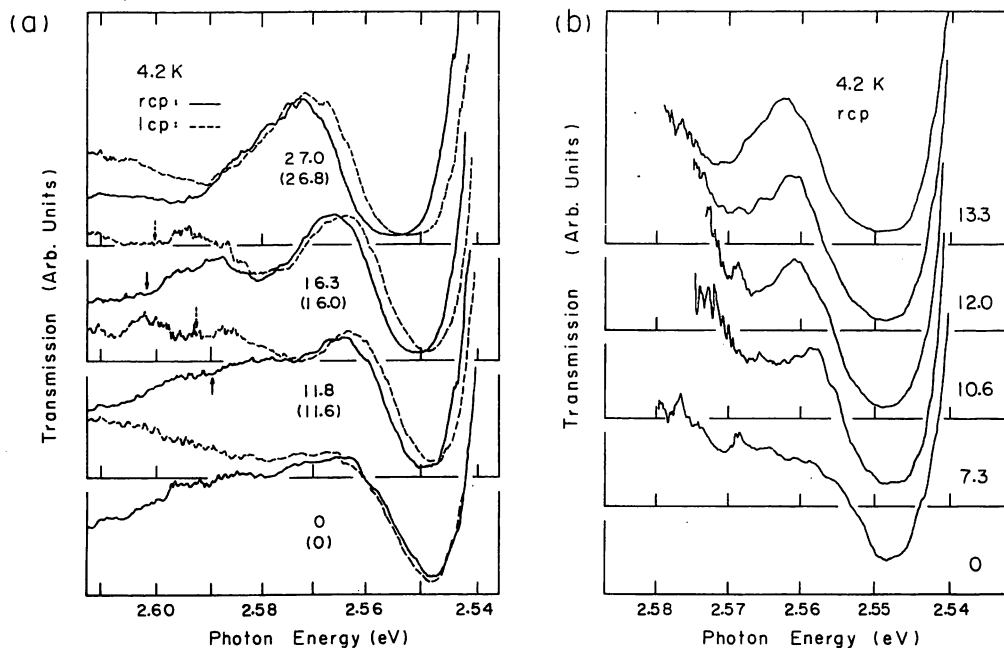 (a)
4.2 K
rcp: —
lcp: ----
27.0
(26.8)
16.3
(16.0)
11.8
(11.6)
0
(0)
Transmission (Arb. Units)
2.60
2.58
2.56
2.54
Photon Energy (eV)
(b)
4.2 K
rcp
13.3
12.0
10.6
7.3
0
Transmission (Arb. Units)
2.58
2.57
2.56
2.55
2.54
Photon Energy (eV)